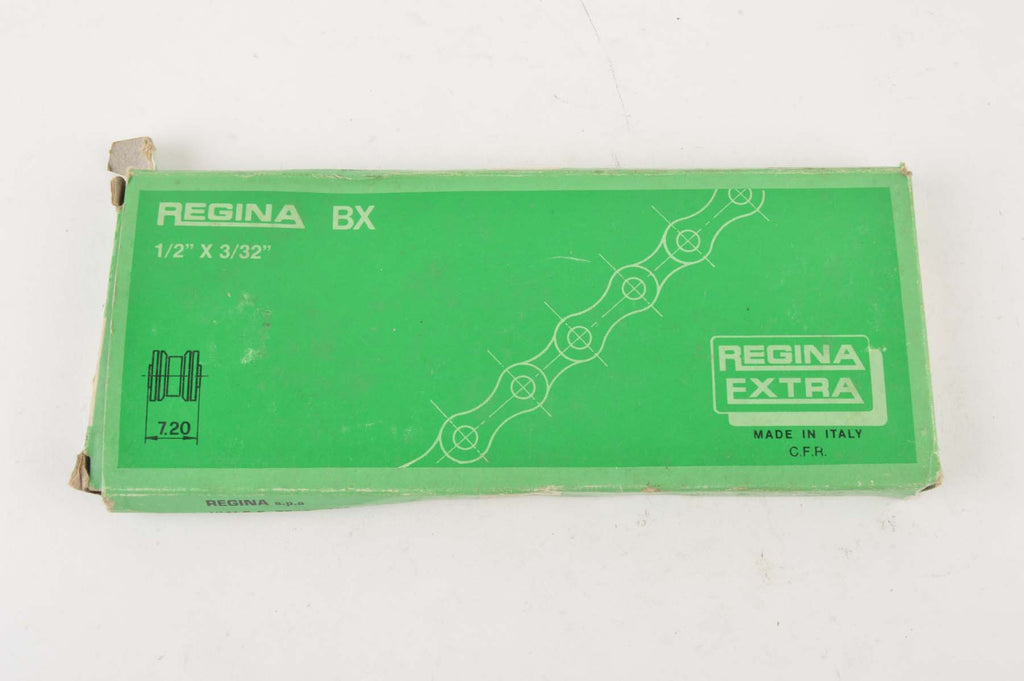 REGINA BX
1/2” X 3/32”
7.20
REGINA
EXTRA
MADE IN ITALY
C.F.R.
REGINA s.p.a